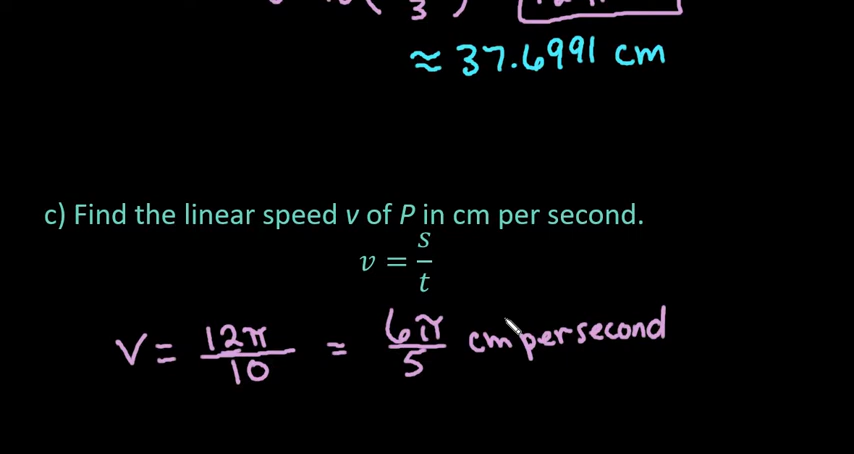 3
≈ 37.6991 cm
c) Find the linear speed v of P in cm per second.
v = s/t
V = 12π/10 = 6π/5 cm per second